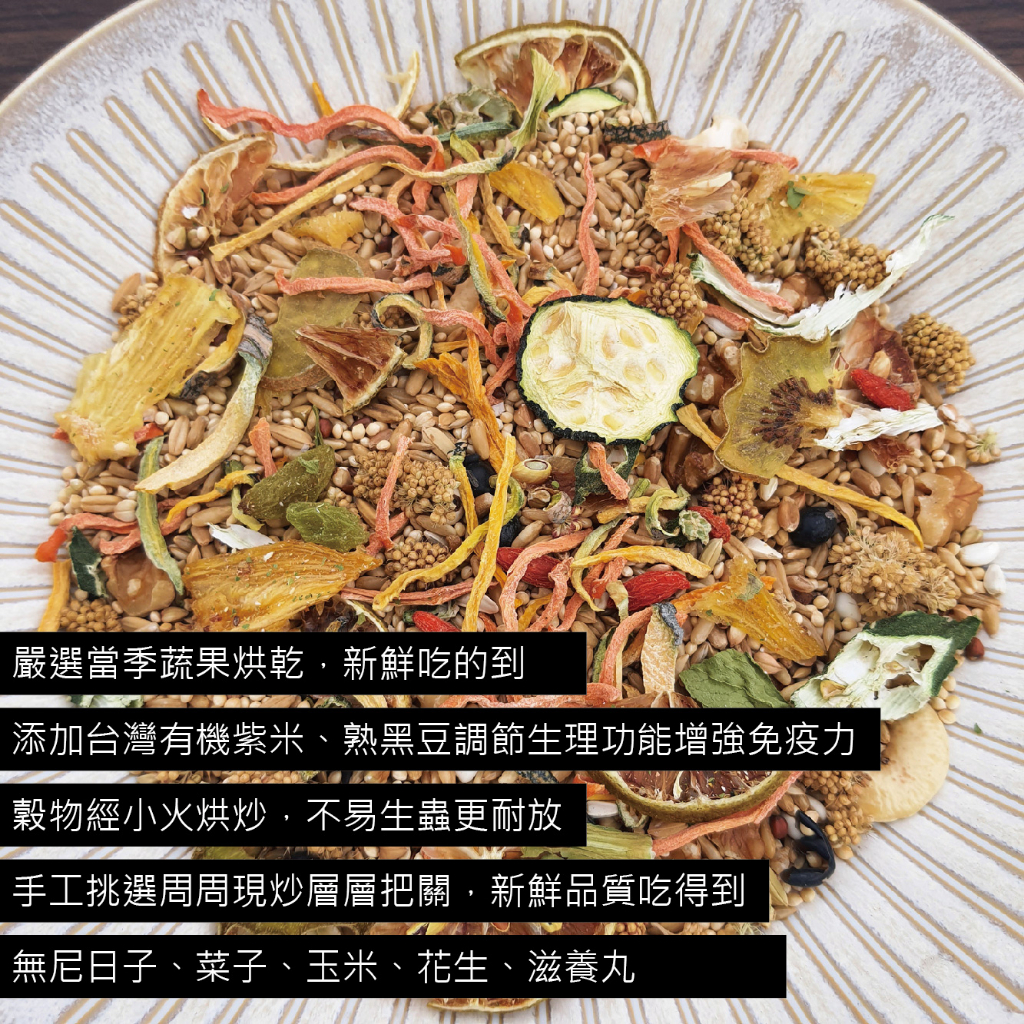 嚴選當季蔬果烘乾，新鮮吃的到
添加台灣有機紫米、熟黑豆調節生理功能增強免疫力
穀物經小火烘炒，不易生蟲更耐放
手工挑選周周現炒層層把關，新鮮品質吃得到
無尼日子、菜子、玉米、花生、滋養丸